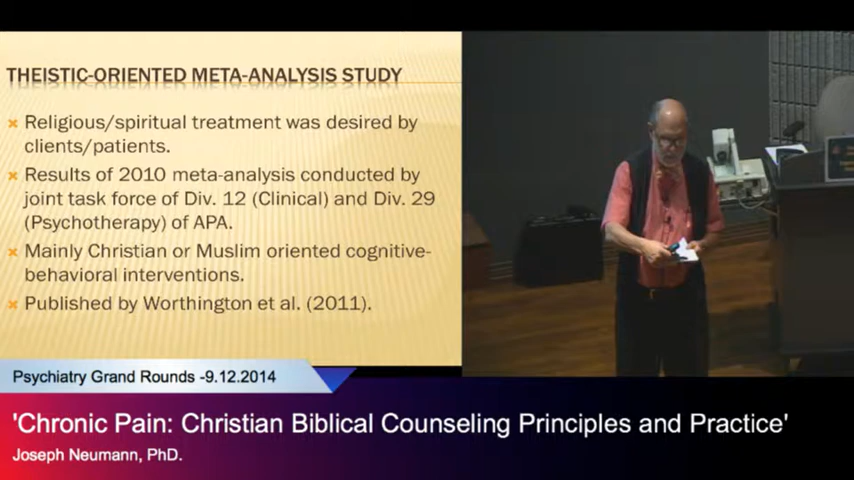 THEISTIC-ORIENTED META-ANALYSIS STUDY
Religious/spiritual treatment was desired by
clients/patients.
Results of 2010 meta-analysis conducted by
joint task force of Div. 12 (Clinical) and Div. 29
(Psychotherapy) of APA.
Mainly Christian or Muslim oriented cognitive-
behavioral interventions.
Published by Worthington et al. (2011).
Psychiatry Grand Rounds -9.12.2014
'Chronic Pain: Christian Biblical Counseling Principles and Practice'
Joseph Neumann, PhD.